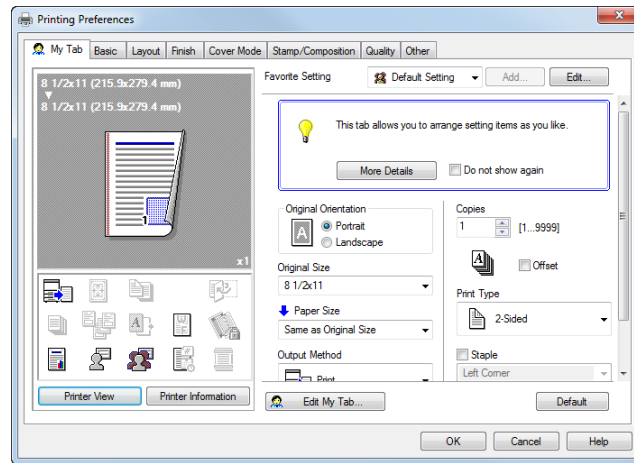 Printing Preferences
My Tab
Basic
Layout
Finish
Cover Mode
Stamp/Composition
Quality
Other
8 1/2x11 (215.9x279.4 mm)
8 1/2x11 (215.9x279.4 mm)
1
x1
Printer View
Printer Information
Favorite Setting
Default Setting
Add...
Edit...
This tab allows you to arrange setting items as you like.
More Details
Do not show again
Original Orientation
A
Portrait
Landscape
Original Size
8 1/2x11
Paper Size
Same as Original Size
Output Method
Print
Copies
1
[1...9999]
A
Offset
Print Type
2-Sided
Staple
Left Corner
Edit My Tab...
Default
OK
Cancel
Help